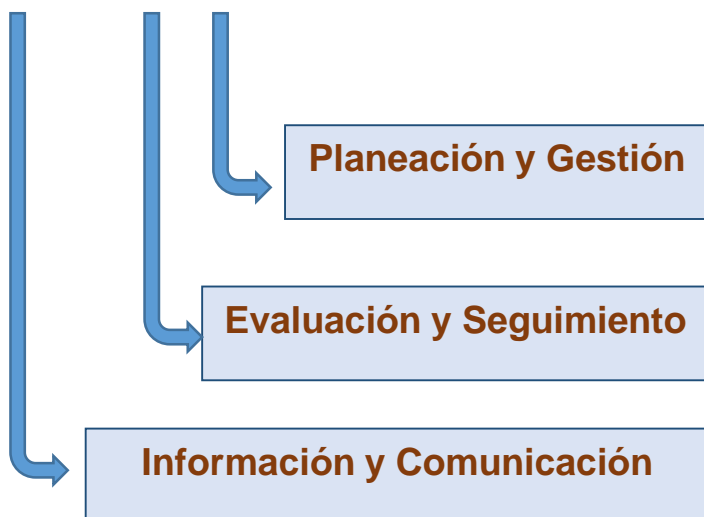 Planeación y Gestión
Evaluación y Seguimiento
Información y Comunicación